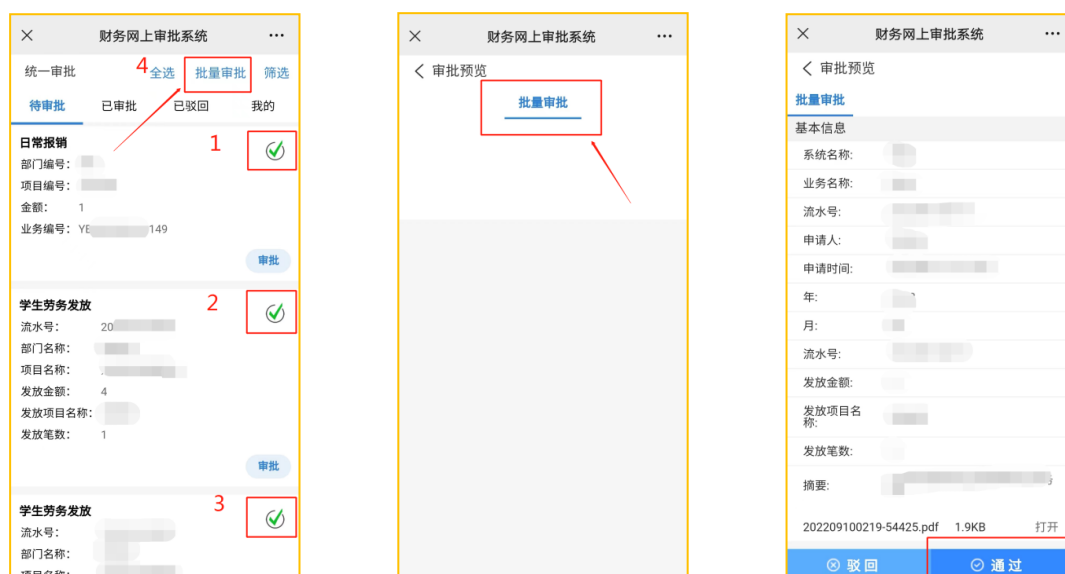 财务网上审批系统
统一审批
4
全选
批量审批
筛选
待审批
已审批
已驳回
我的
日常报销
1
部门编号:
项目编号:
金额: 1
业务编号: YE 149
审批
学生劳务发放
2
流水号: 20
部门名称:
项目名称:
发放金额: 4
发放项目名称:
发放笔数: 1
审批
学生劳务发放
3
流水号:
部门名称:
项目名称:
财务网上审批系统
审批预览
批量审批
财务网上审批系统
审批预览
批量审批
基本信息
系统名称:
业务名称:
流水号:
申请人:
申请时间:
年:
月:
流水号:
发放金额:
发放项目名
称:
发放笔数:
摘要:
202209100219-54425.pdf 1.9KB 打开
驳回
通过